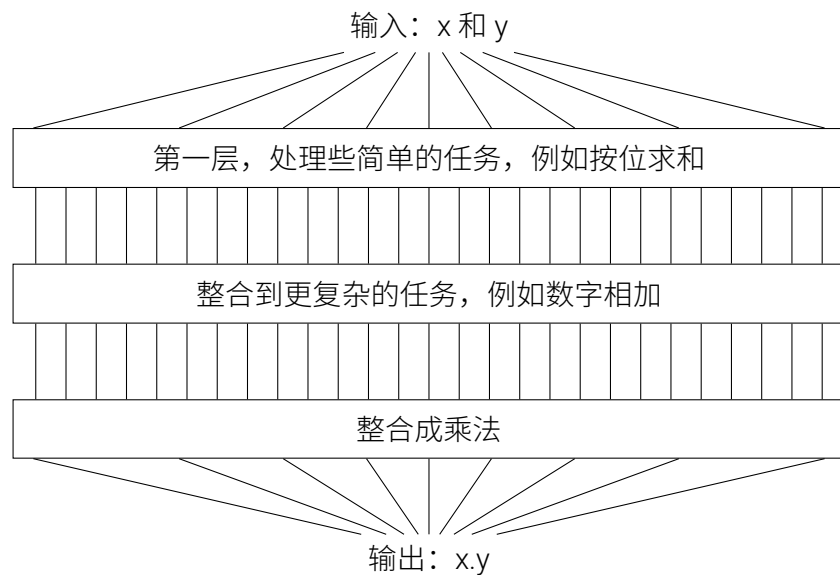 输入：x 和 y
第一层，处理些简单的任务，例如按位求和
整合到更复杂的任务，例如数字相加
整合成乘法
输出：x.y